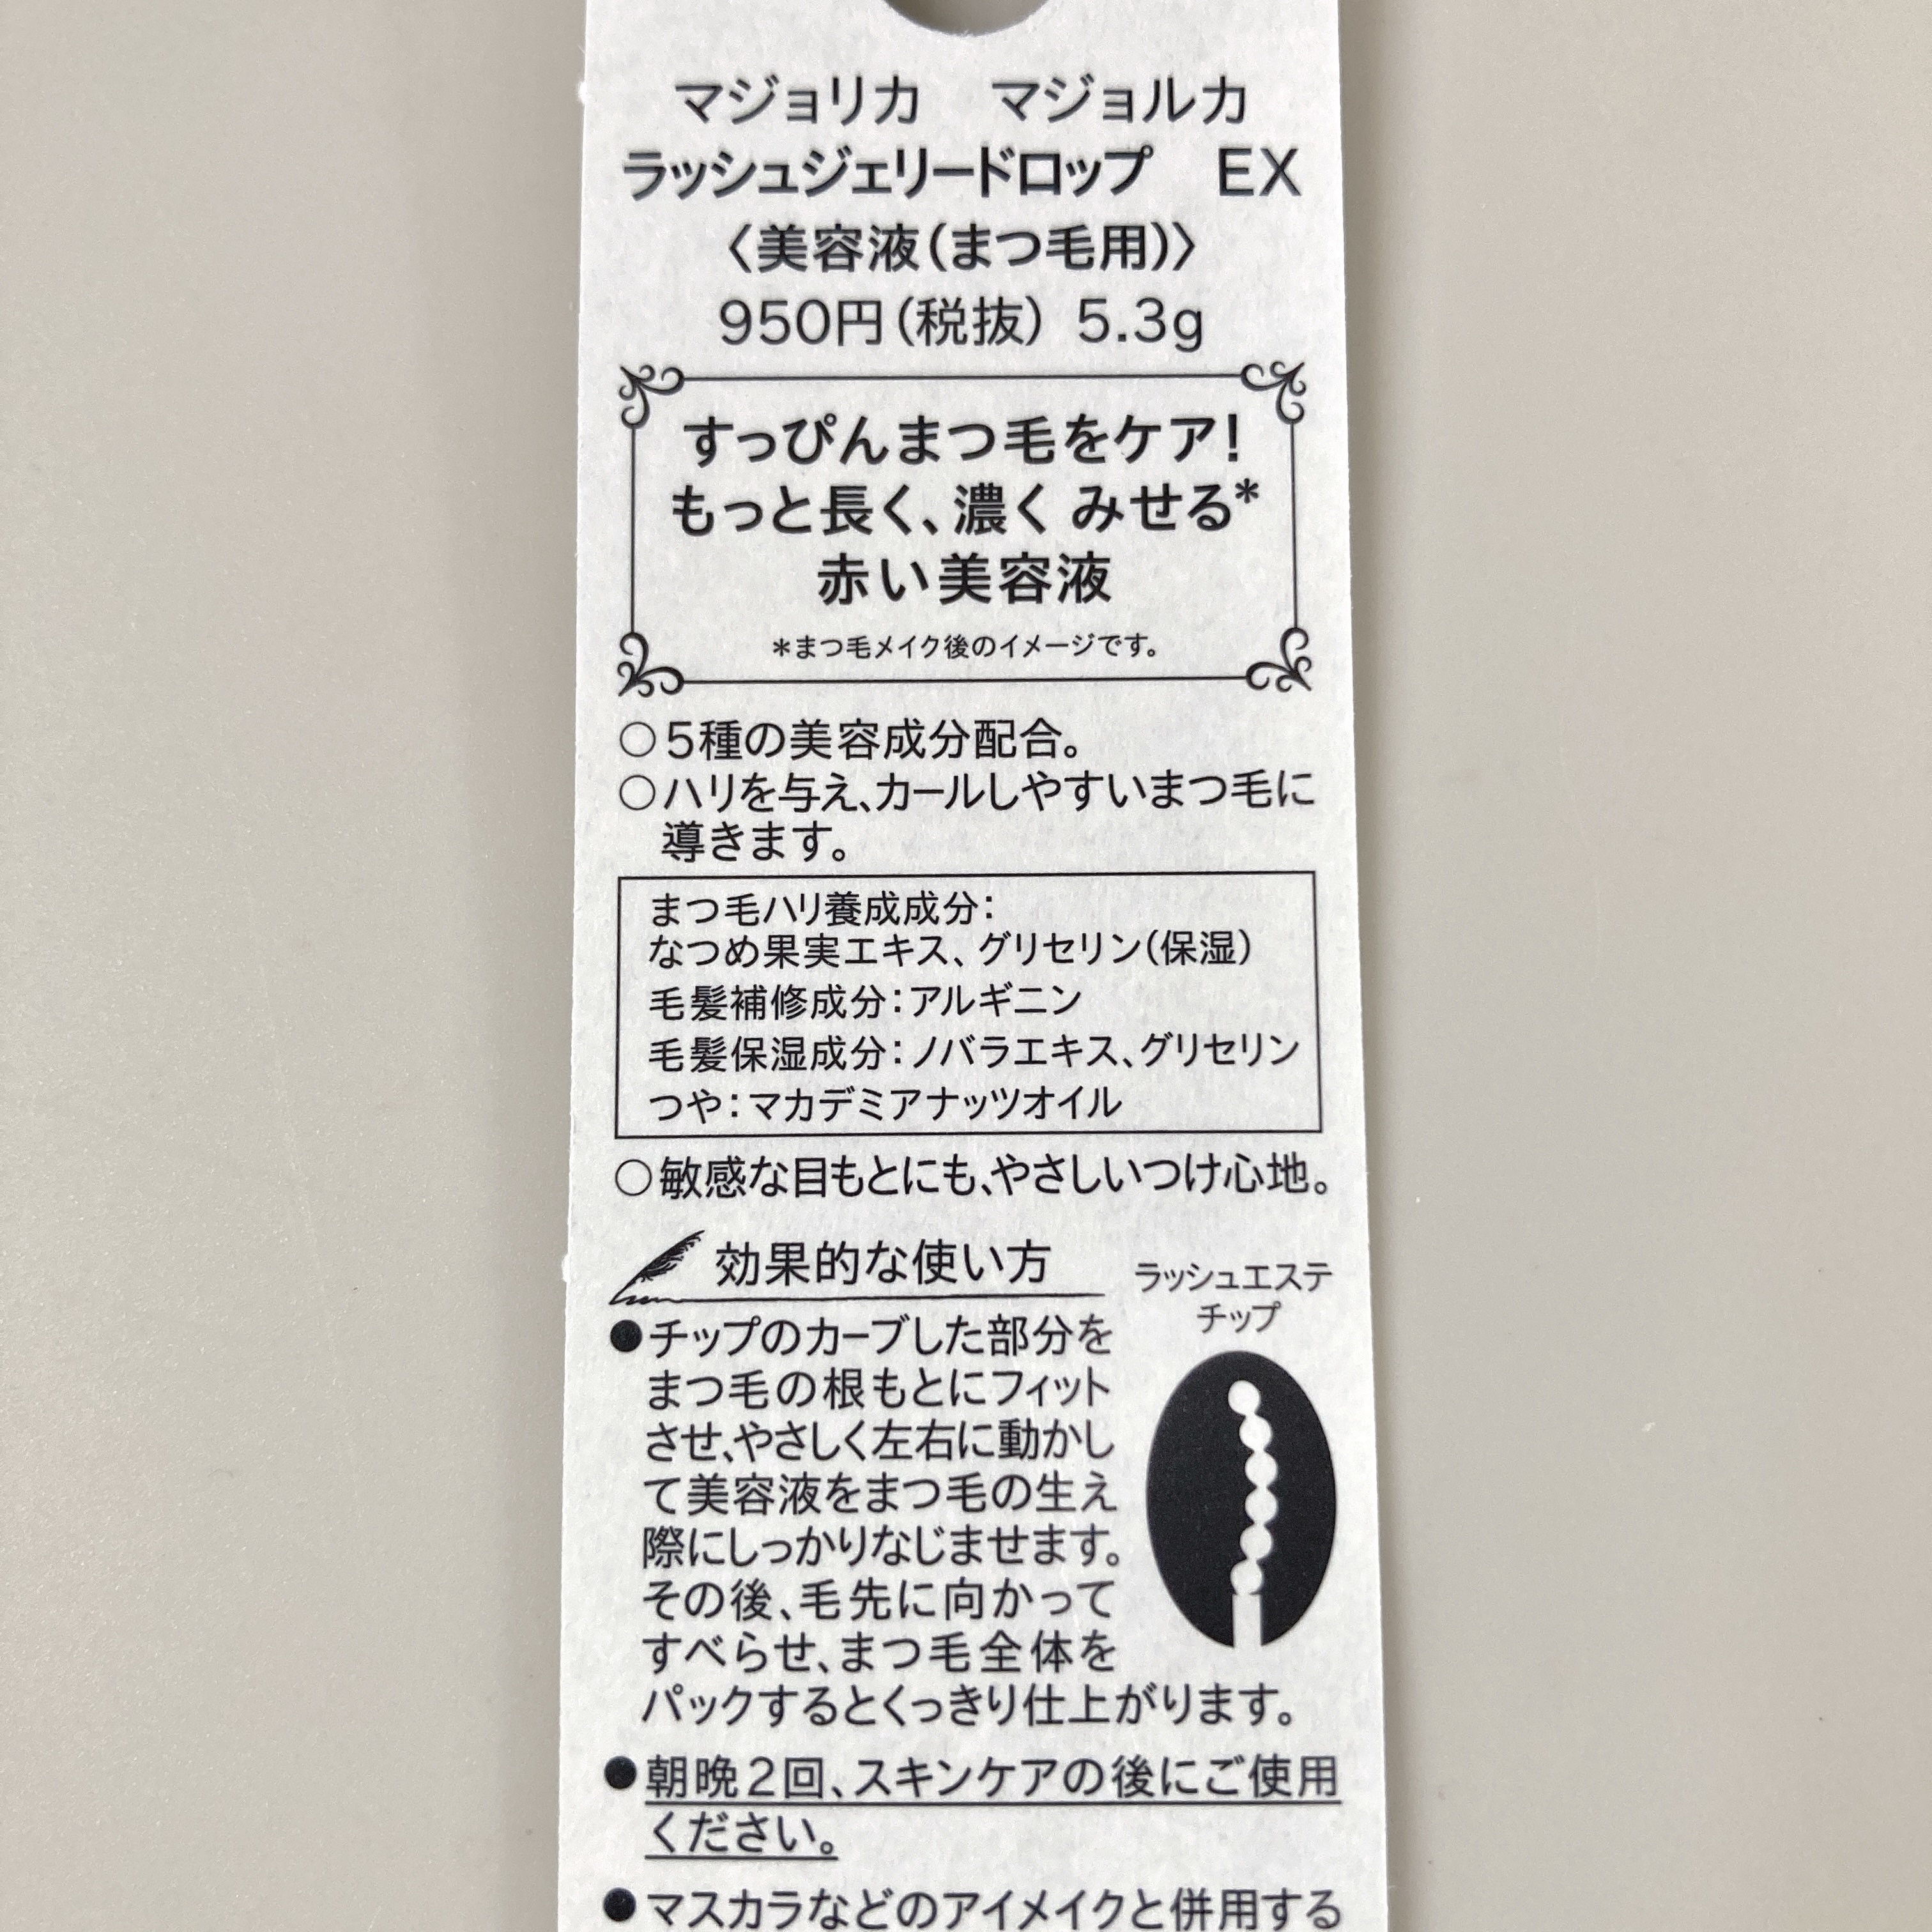 マジョリカ　マジョルカ
ラッシュジェリードロップ　EX
〈美容液(まつ毛用)〉
950円(税抜) 5.3g
すっぴんまつ毛をケア!
もっと長く、濃く みせる*
赤い美容液
*まつ毛メイク後のイメージです。
○5種の美容成分配合。
○ハリを与え、カールしやすいまつ毛に
導きます。
まつ毛ハリ養成成分:
なつめ果実エキス、グリセリン(保湿)
毛髪補修成分:アルギニン
毛髪保湿成分:ノバラエキス、グリセリン
つや:マカデミアナッツオイル
○敏感な目もとにも、やさしいつけ心地。
効果的な使い方
ラッシュエステ
チップ
●チップのカーブした部分を
まつ毛の根もとにフィット
させ、やさしく左右に動かし
て美容液をまつ毛の生え
際にしっかりなじませます。
その後、毛先に向かって
すべらせ、まつ毛全体を
パックするとくっきり仕上がります。
●朝晩2回、スキンケアの後にご使用
ください。
●マスカラなどのアイメイクと併用する